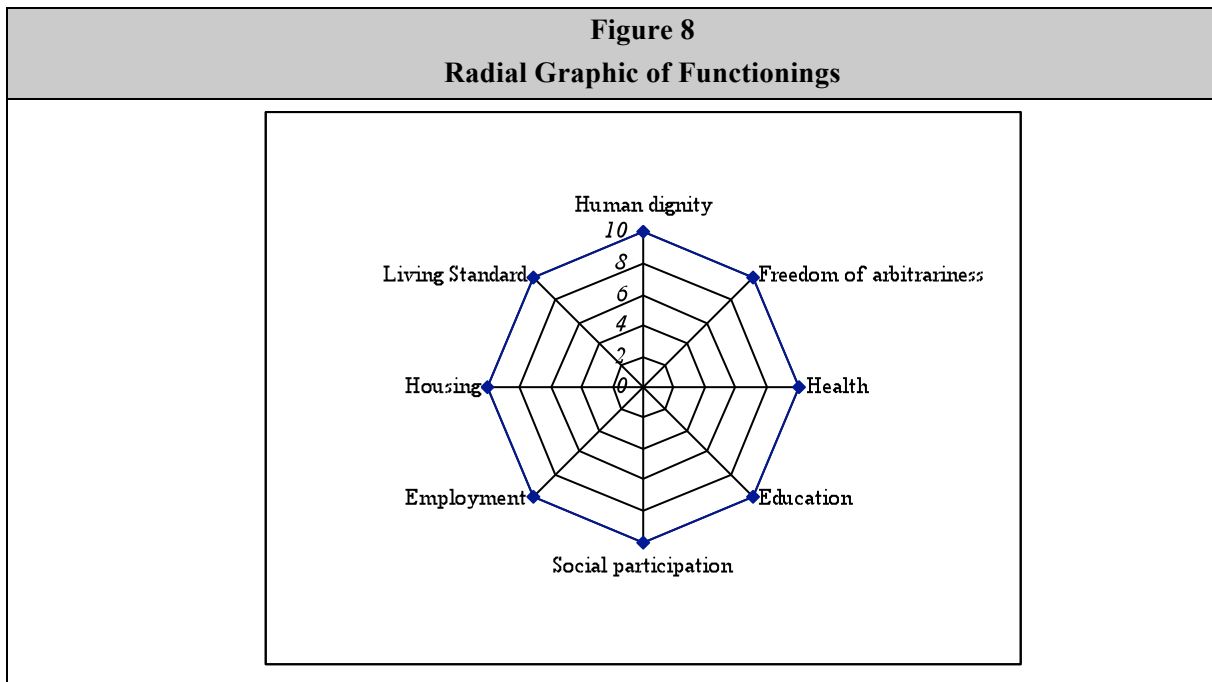 Figure 8
Radial Graphic of Functionings
Human dignity
10
Living Standard
8
Freedom of arbitrariness
6
4
2
Housing
0
Health
Employment
Education
Social participation